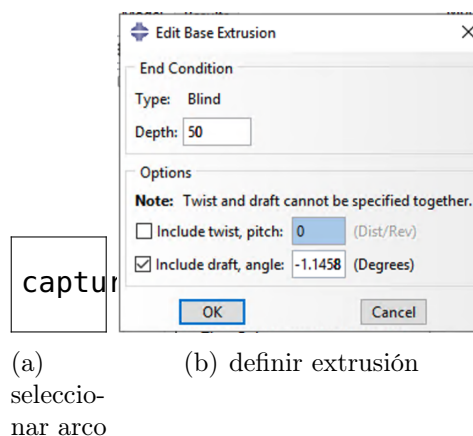 Edit Base Extrusion
End Condition
Type: Blind
Depth: 50
Options
Note: Twist and draft cannot be specified together.
Include twist, pitch: 0 (Dist/Rev)
Include draft, angle: -1.1458 (Degrees)
OK Cancel
captur
(a)
seleccio-
nar arco
(b) definir extrusión